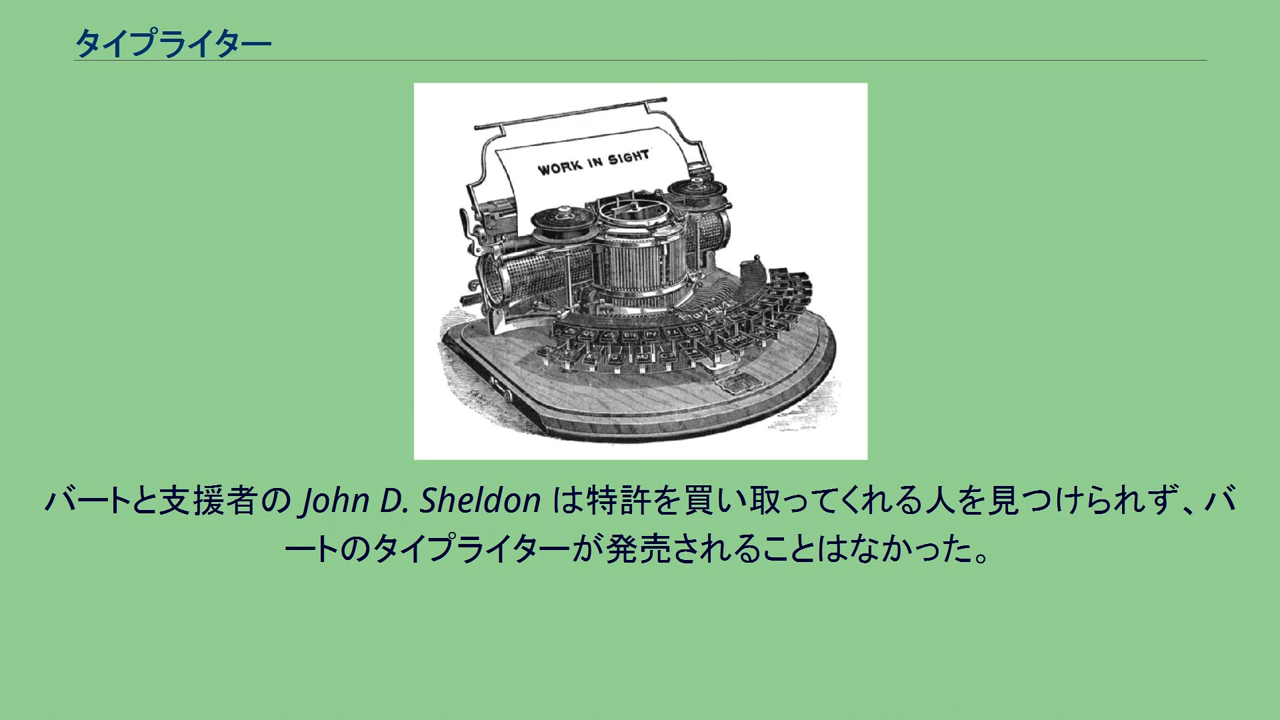 タイプライター
WORK IN SIGHT
バートと支援者の John D. Sheldon は特許を買い取ってくれる人を見つけられず、バ
ートのタイプライターが発売されることはなかった。